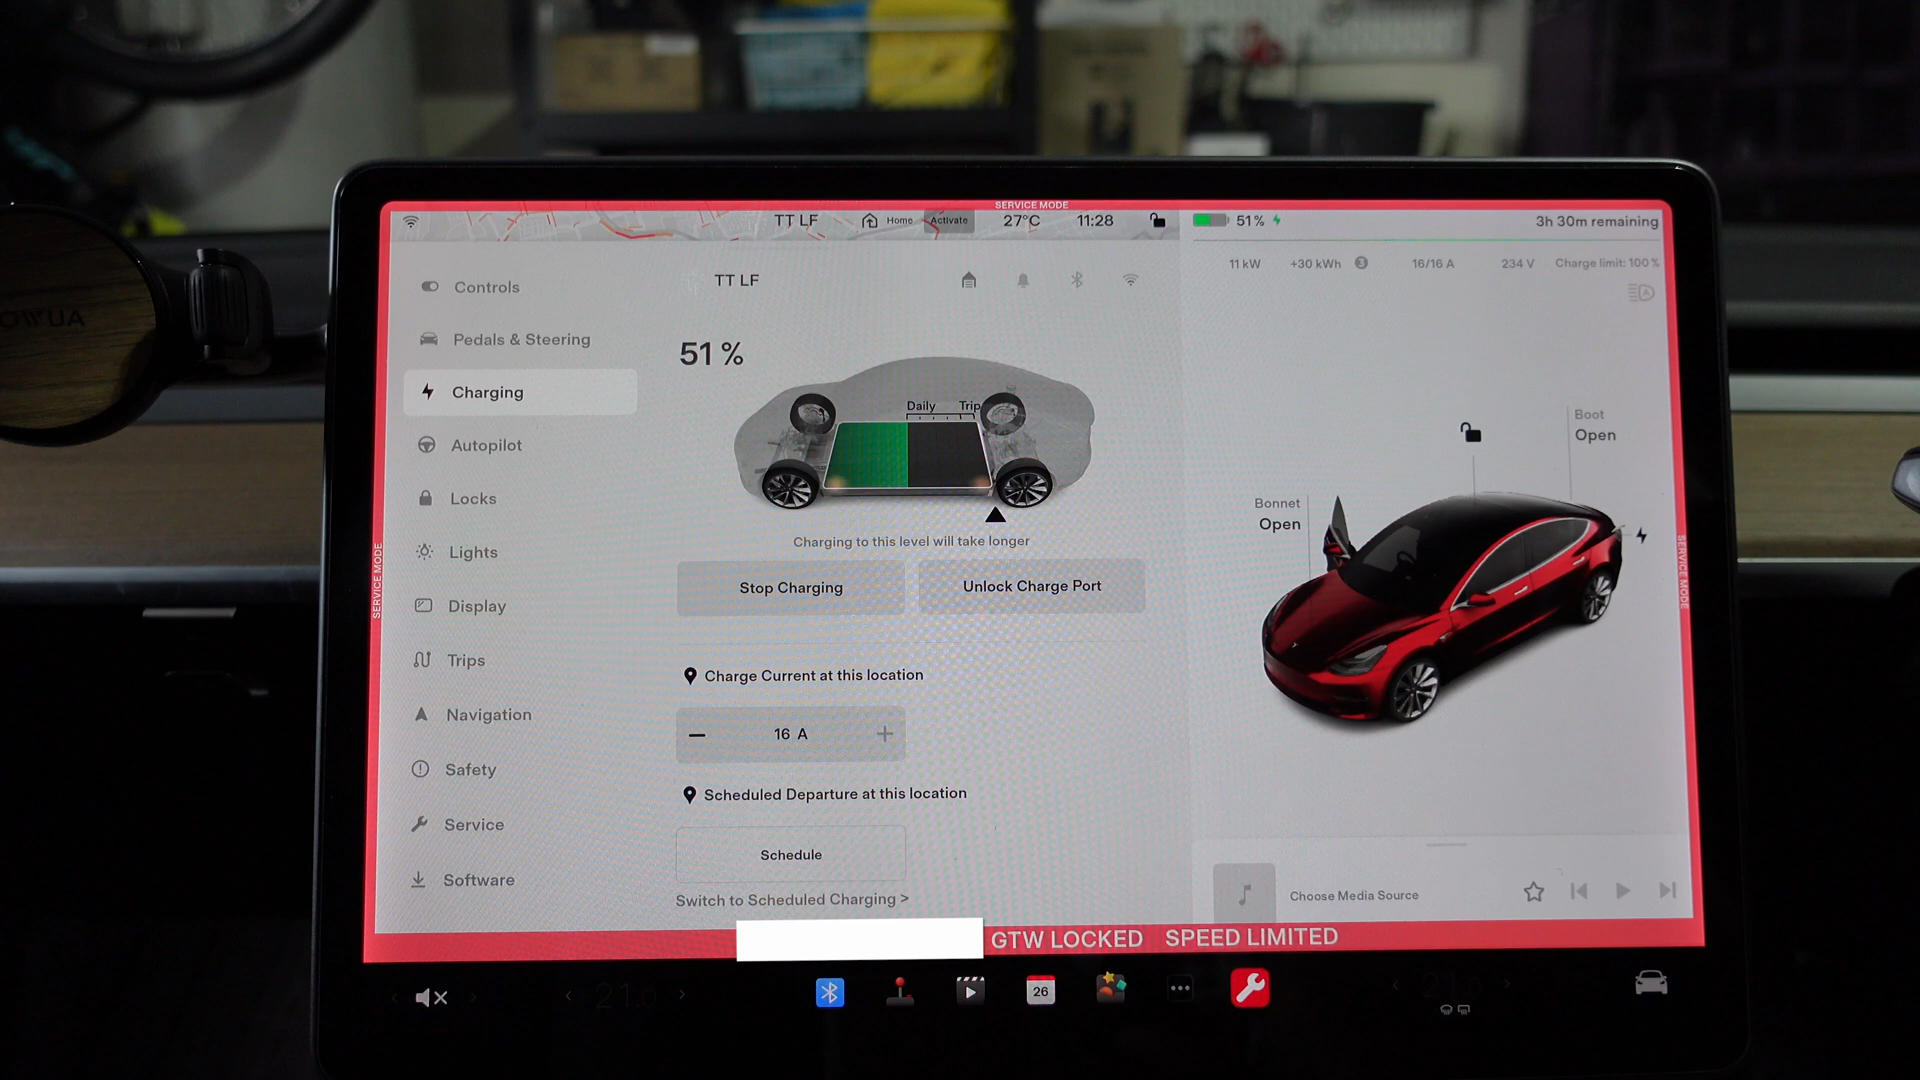 SERVICE MODE
TT LF Home Activate 27°C 11:28 51% 3h 30m remaining
11 kW +30 kWh 3 16/16 A 234 V Charge limit: 100%
Controls
Pedals & Steering
Charging
Autopilot
Locks
Lights
Display
Trips
Navigation
Safety
Service
Software
TT LF
51 %
Daily Trip
Charging to this level will take longer
Stop Charging Unlock Charge Port
Charge Current at this location
16 A
Scheduled Departure at this location
Schedule
Switch to Scheduled Charging >
Boot
Open
Bonnet
Open
Choose Media Source
SERVICE MODE
SERVICE MODE
GTW LOCKED SPEED LIMITED
26